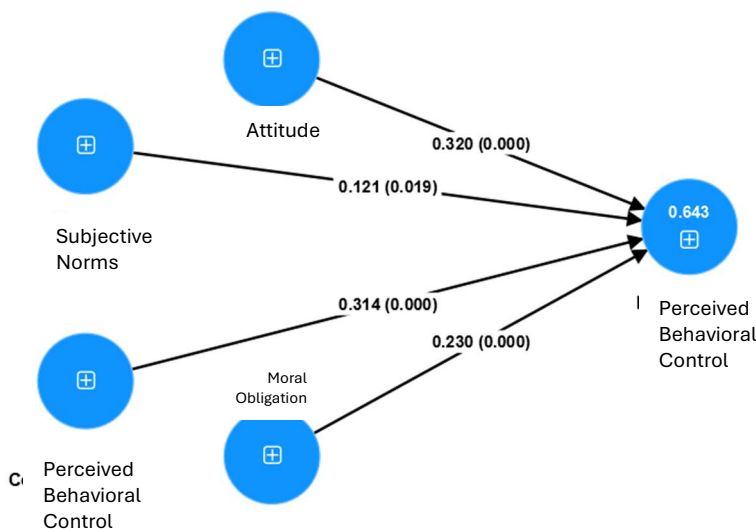 Attitude
0.320 (0.000)
0.121 (0.019)
0.643
Subjective
Norms
0.314 (0.000)
Perceived
Behavioral
Control
0.230 (0.000)
Moral
Obligation
Perceived
Behavioral
Control